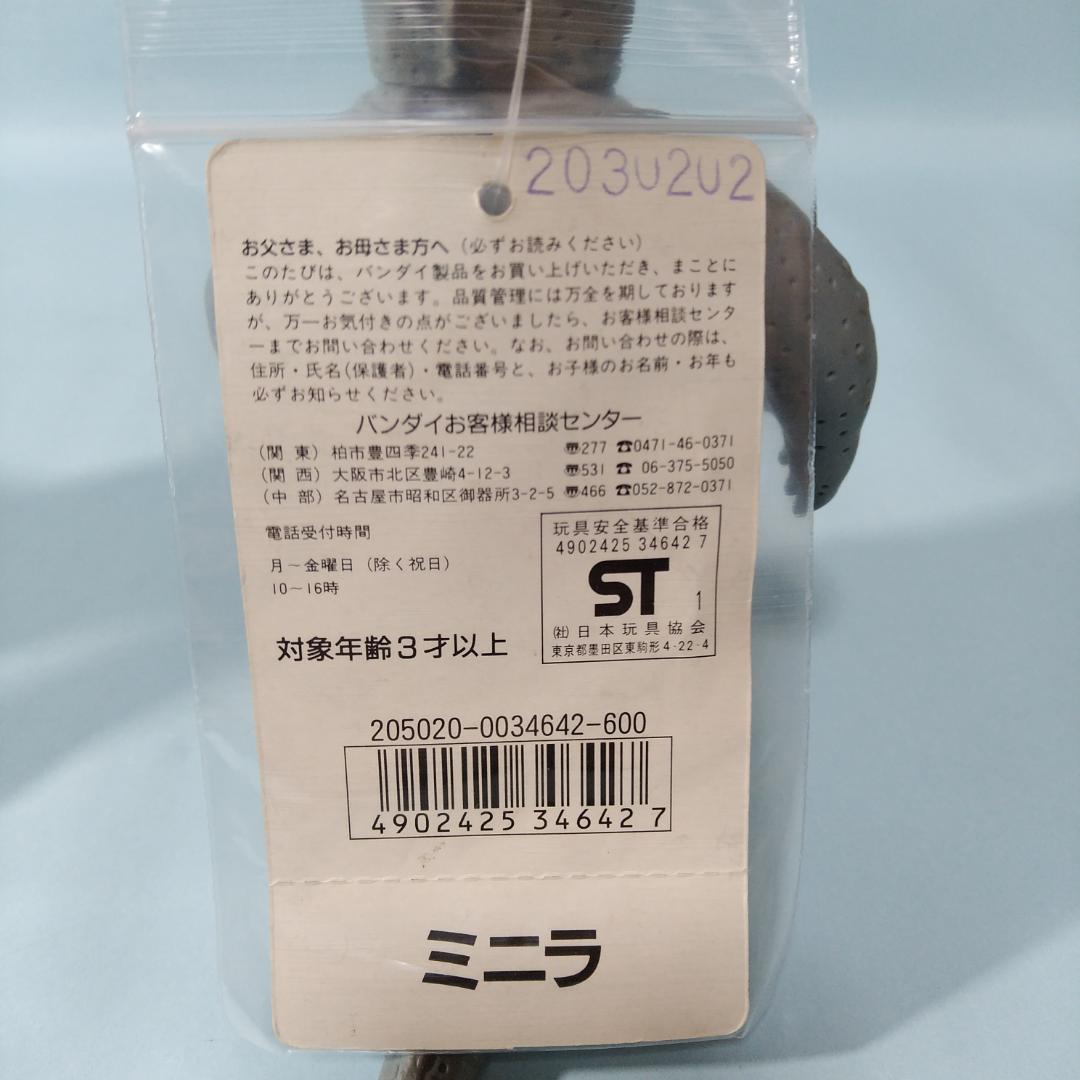 203U2U2
お父さま、お母さま方へ（必ずお読みください）
このたびは、バンダイ製品をお買い上げいただき、まことに
ありがとうございます。品質管理には万全を期しております
が、万一お気付きの点がございましたら、お客様相談センタ
ーまでお問い合わせください。なお、お問い合わせの際は、
住所・氏名(保護者)・電話番号と、お子様のお名前・お年も
必ずお知らせください。
バンダイお客様相談センター
（関 東）柏市豊四季241-22 〠277 ☎0471-46-0371
（関 西）大阪市北区豊崎4-12-3 〠531 ☎ 06-375-5050
（中 部）名古屋市昭和区御器所3-2-5 〠466 ☎052-872-0371
電話受付時間
月～金曜日（除く祝日）
10～16時
玩具安全基準合格
4902425 34642 7
ST 1
㈳日本玩具協会
東京都墨田区東駒形4-22-4
対象年齢3才以上
205020-0034642-600
4902425 34642 7
ミニラ